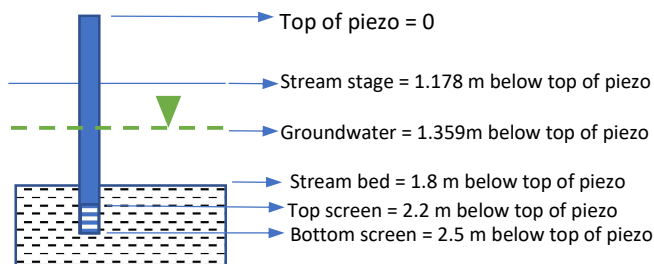 Top of piezo = 0
Stream stage = 1.178 m below top of piezo
Groundwater = 1.359m below top of piezo
Stream bed = 1.8 m below top of piezo
Top screen = 2.2 m below top of piezo
Bottom screen = 2.5 m below top of piezo